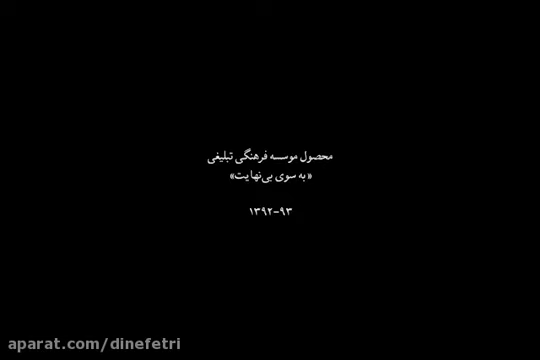 محصول موسسه فرهنگی تبلیغی
«به سوی بی‌نهایت»
۱۳۹۲-۹۳
aparat.com/dinefetri